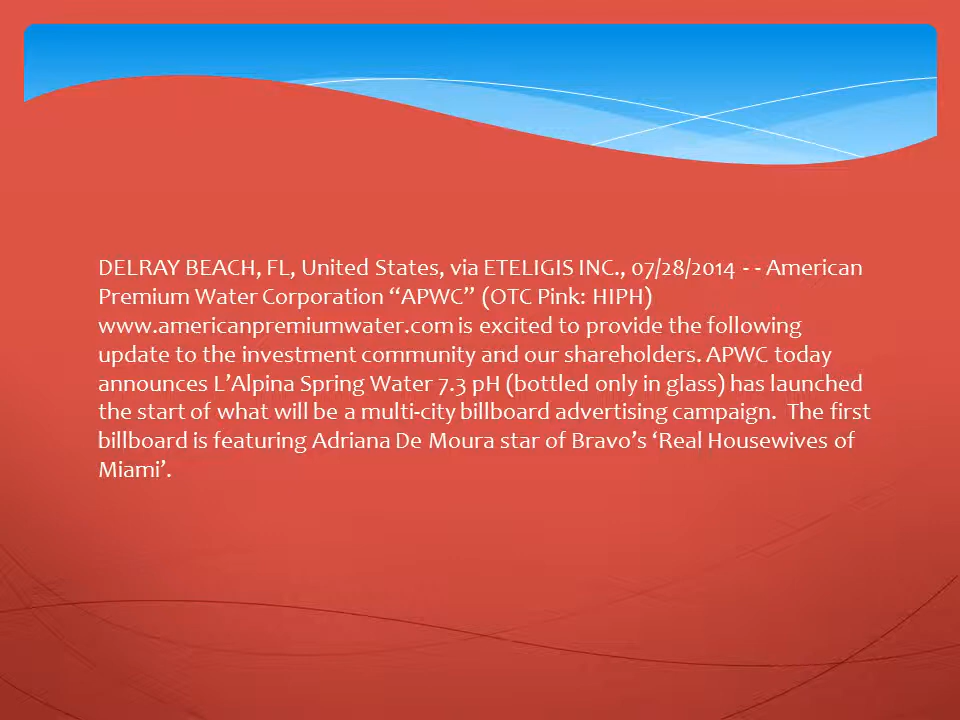 DELRAY BEACH, FL, United States, via ETELIGIS INC., 07/28/2014 - - American
Premium Water Corporation “APWC” (OTC Pink: HIPH)
www.americanpremiumwater.com is excited to provide the following
update to the investment community and our shareholders. APWC today
announces L’Alpina Spring Water 7.3 pH (bottled only in glass) has launched
the start of what will be a multi-city billboard advertising campaign.  The first
billboard is featuring Adriana De Moura star of Bravo’s ‘Real Housewives of
Miami’.